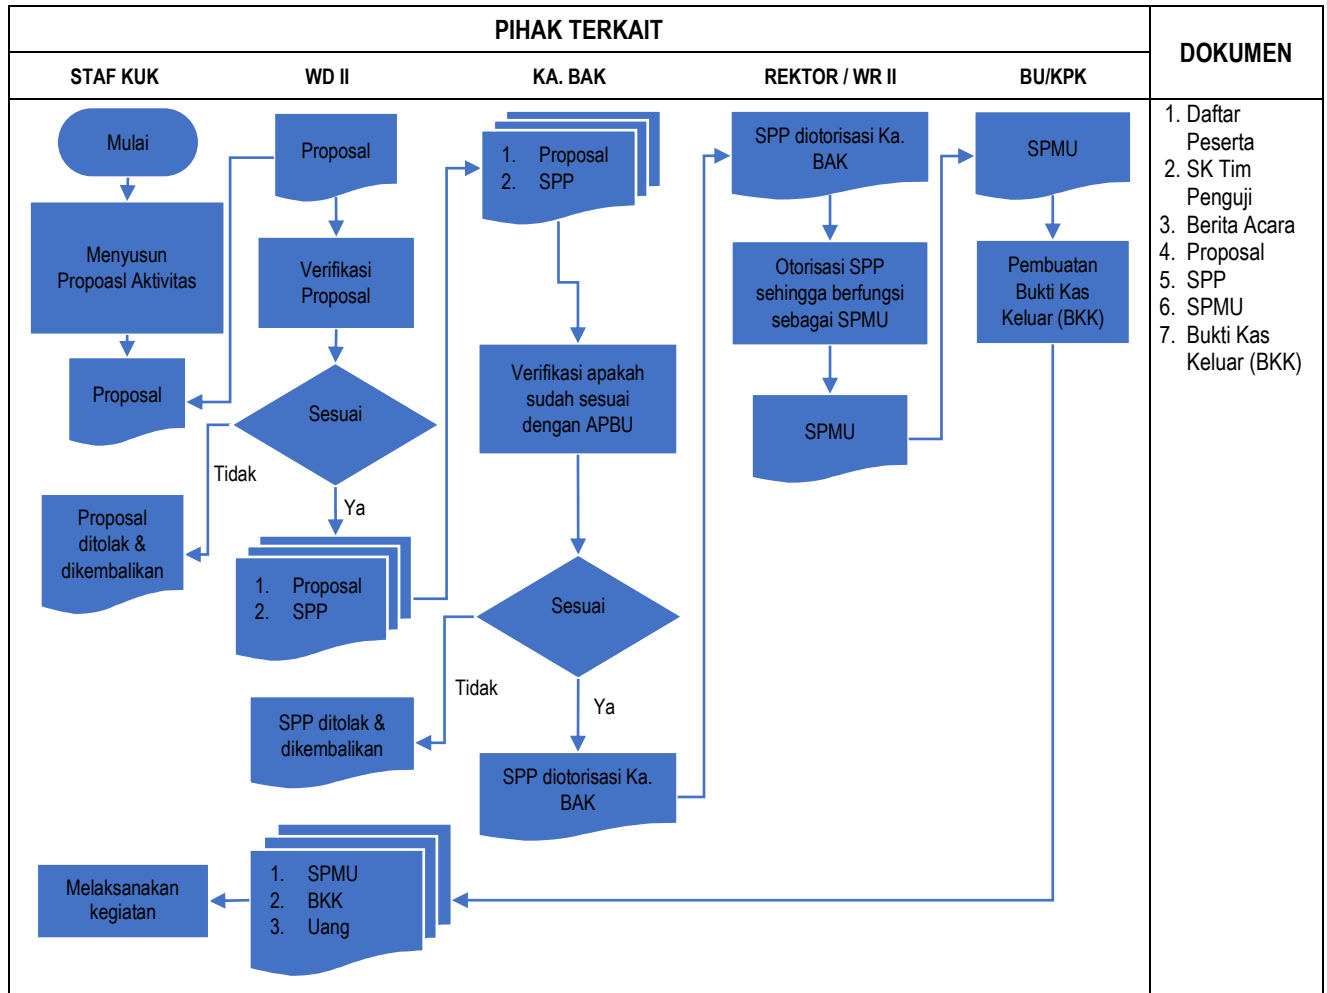 PIHAK TERKAIT
DOKUMEN
STAF KUK
WD II
KA. BAK
REKTOR / WR II
BU/KPK
Mulai
Menyusun
Propoasl Aktivitas
Proposal
Proposal
ditolak &
dikembalikan
Melaksanakan
kegiatan
Proposal
Verifikasi
Proposal
Sesuai
Tidak
Ya
1. Proposal
2. SPP
SPP ditolak &
dikembalikan
1. SPMU
2. BKK
3. Uang
1. Proposal
2. SPP
Verifikasi apakah
sudah sesuai
dengan APBU
Sesuai
Tidak
Ya
SPP diotorisasi Ka.
BAK
SPP diotorisasi Ka.
BAK
Otorisasi SPP
sehingga berfungsi
sebagai SPMU
SPMU
SPMU
Pembuatan
Bukti Kas
Keluar (BKK)
1. Daftar
Peserta
2. SK Tim
Penguji
3. Berita Acara
4. Proposal
5. SPP
6. SPMU
7. Bukti Kas
Keluar (BKK)